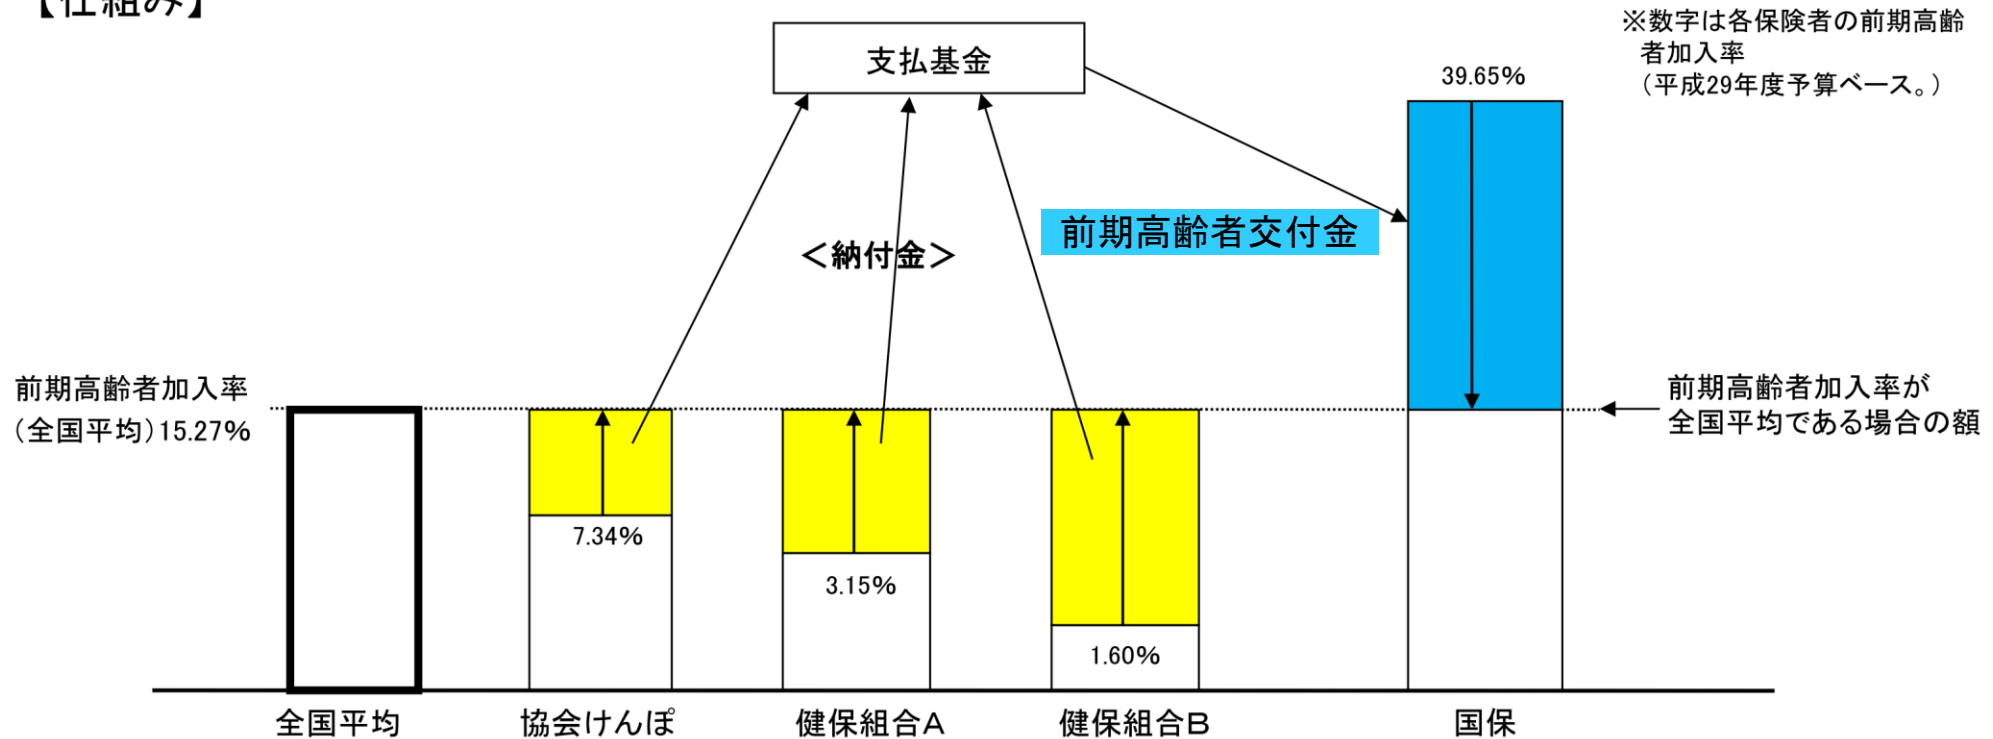 【仕組み】
支払基金
※数字は各保険者の前期高齢
者加入率
（平成29年度予算ベース。）
39.65%
前期高齢者交付金
＜納付金＞
前期高齢者加入率
（全国平均）15.27%
前期高齢者加入率が
全国平均である場合の額
7.34%
3.15%
1.60%
全国平均
協会けんぽ
健保組合A
健保組合B
国保